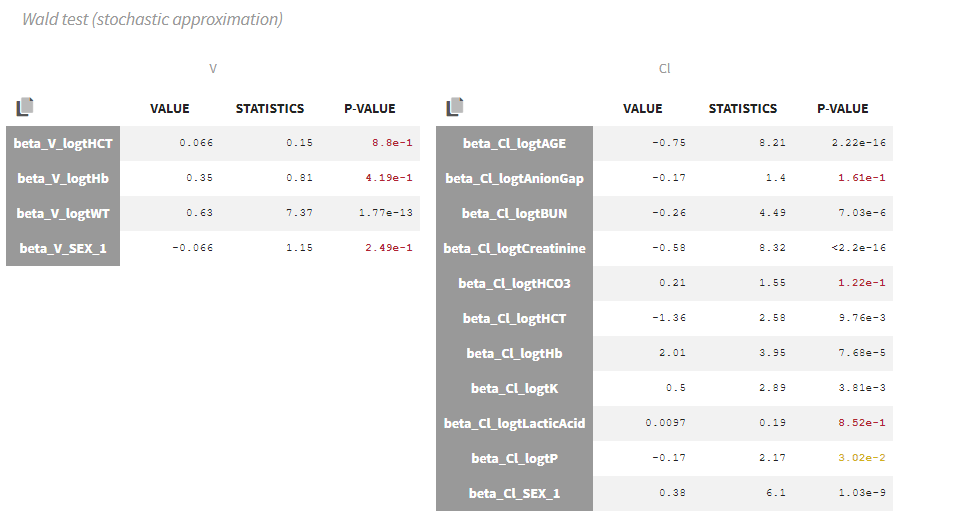 Wald test (stochastic approximation)
V
VALUE STATISTICS P-VALUE
beta_V_logtHCT 0.066 0.15 8.8e-1
beta_V_logtHb 0.35 0.81 4.19e-1
beta_V_logtWT 0.63 7.37 1.77e-13
beta_V_SEX_1 -0.066 1.15 2.49e-1
Cl
VALUE STATISTICS P-VALUE
beta_Cl_logtAGE -0.75 8.21 2.22e-16
beta_Cl_logtAnionGap -0.17 1.4 1.61e-1
beta_Cl_logtBUN -0.26 4.49 7.03e-6
beta_Cl_logtCreatinine -0.58 8.32 <2.2e-16
beta_Cl_logtHCO3 0.21 1.55 1.22e-1
beta_Cl_logtHCT -1.36 2.58 9.76e-3
beta_Cl_logtHb 2.01 3.95 7.68e-5
beta_Cl_logtK 0.5 2.89 3.81e-3
beta_Cl_logtLacticAcid 0.0097 0.19 8.52e-1
beta_Cl_logtP -0.17 2.17 3.02e-2
beta_Cl_SEX_1 0.38 6.1 1.03e-9